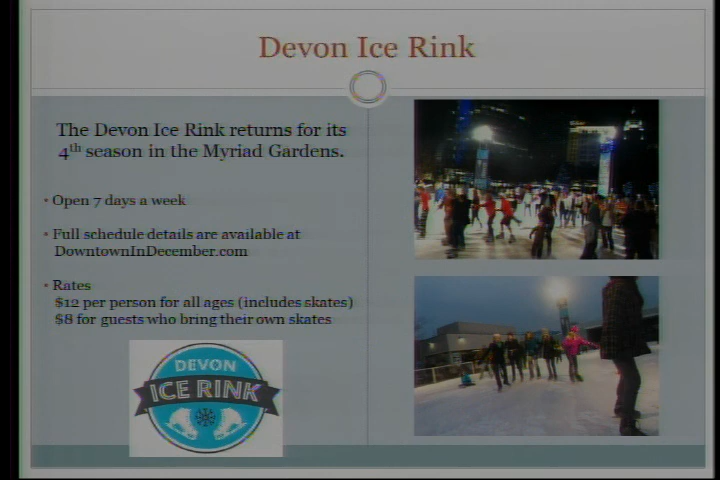 Devon Ice Rink
The Devon Ice Rink returns for its
4th season in the Myriad Gardens.
• Open 7 days a week
• Full schedule details are available at
DowntownInDecember.com
• Rates
$12 per person for all ages (includes skates)
$8 for guests who bring their own skates
DEVON
ICE RINK